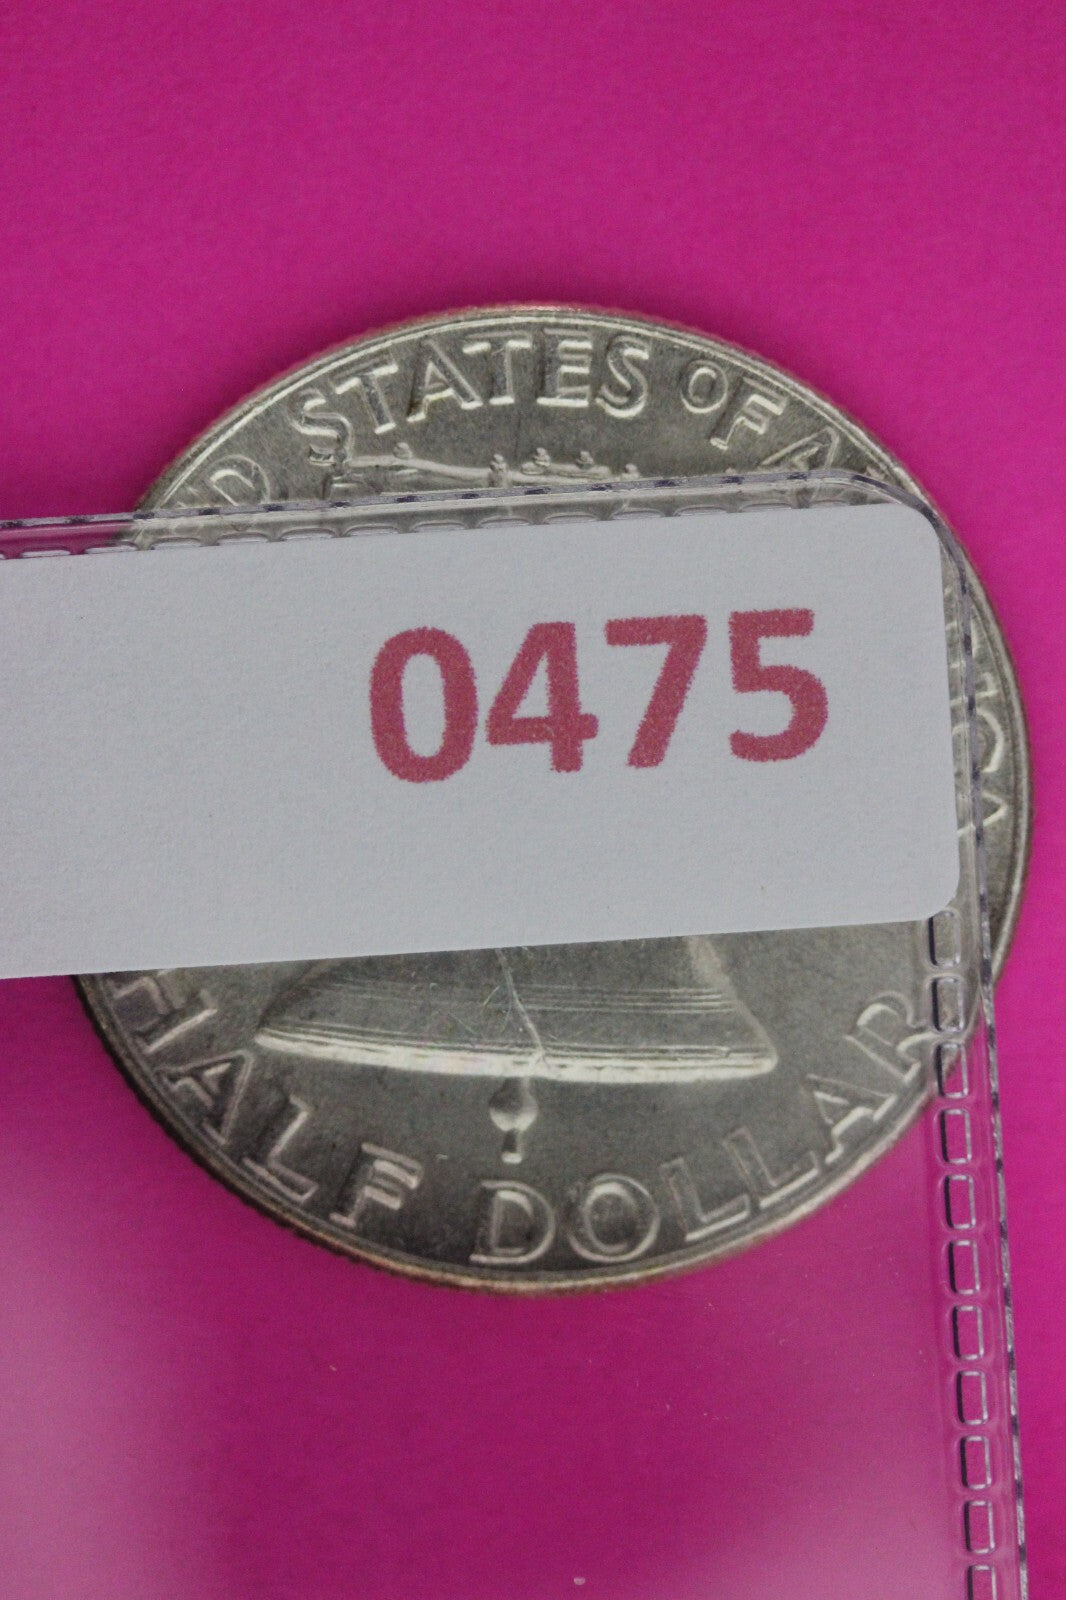 STATES OF
0475
HALF DOLLAR